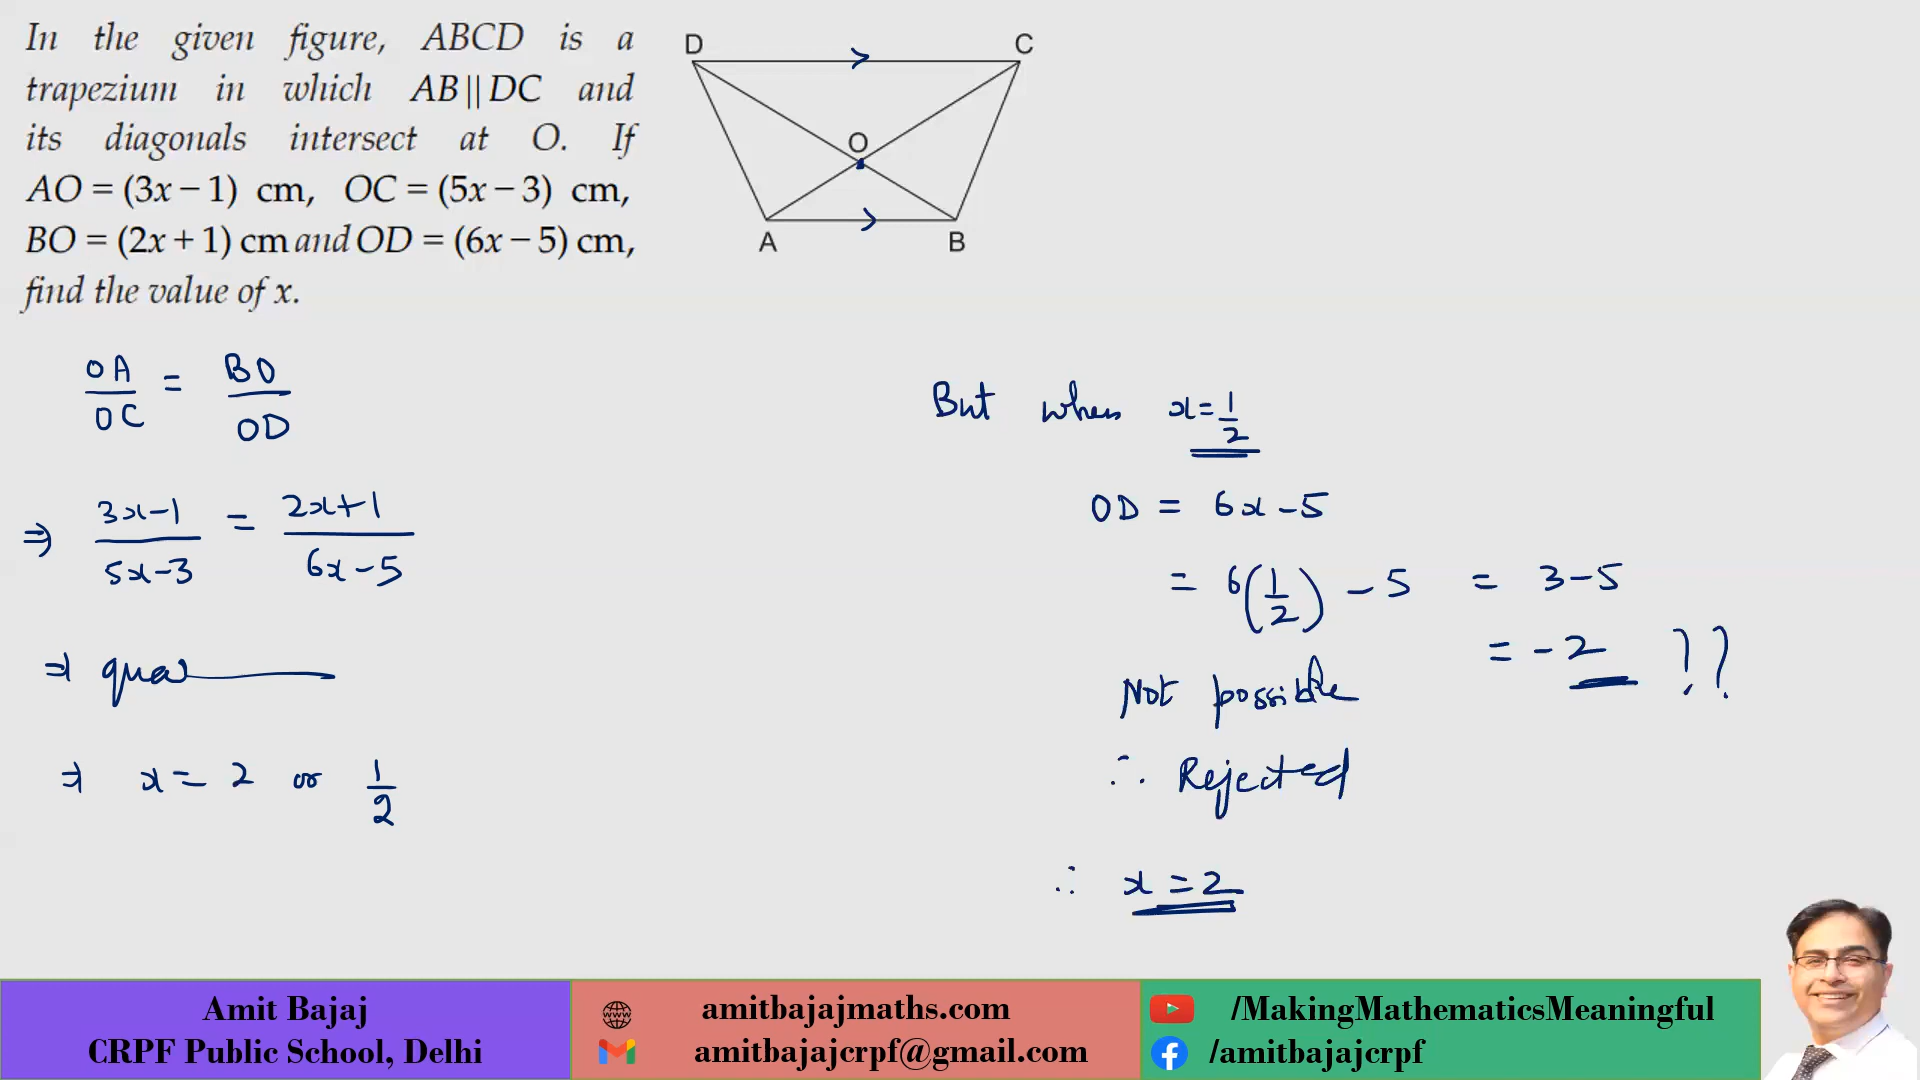 In the given figure, ABCD is a
trapezium in which AB || DC and
its diagonals intersect at O. If
AO = (3x − 1) cm, OC = (5x − 3) cm,
BO = (2x + 1) cm and OD = (6x − 5) cm,
find the value of x.
D C
O
A B
OA/OC = BO/OD
⇒ (3x−1)/(5x−3) = (2x+1)/(6x−5)
⇒ qua
⇒ x = 2 or 1/2
But when x = 1/2
OD = 6x − 5
= 6(1/2) − 5 = 3 − 5
= −2 ??
Not possible
∴ Rejected
∴ x = 2
Amit Bajaj
CRPF Public School, Delhi
amitbajajmaths.com
amitbajajcrpf@gmail.com
/MakingMathematicsMeaningful
/amitbajajcrpf